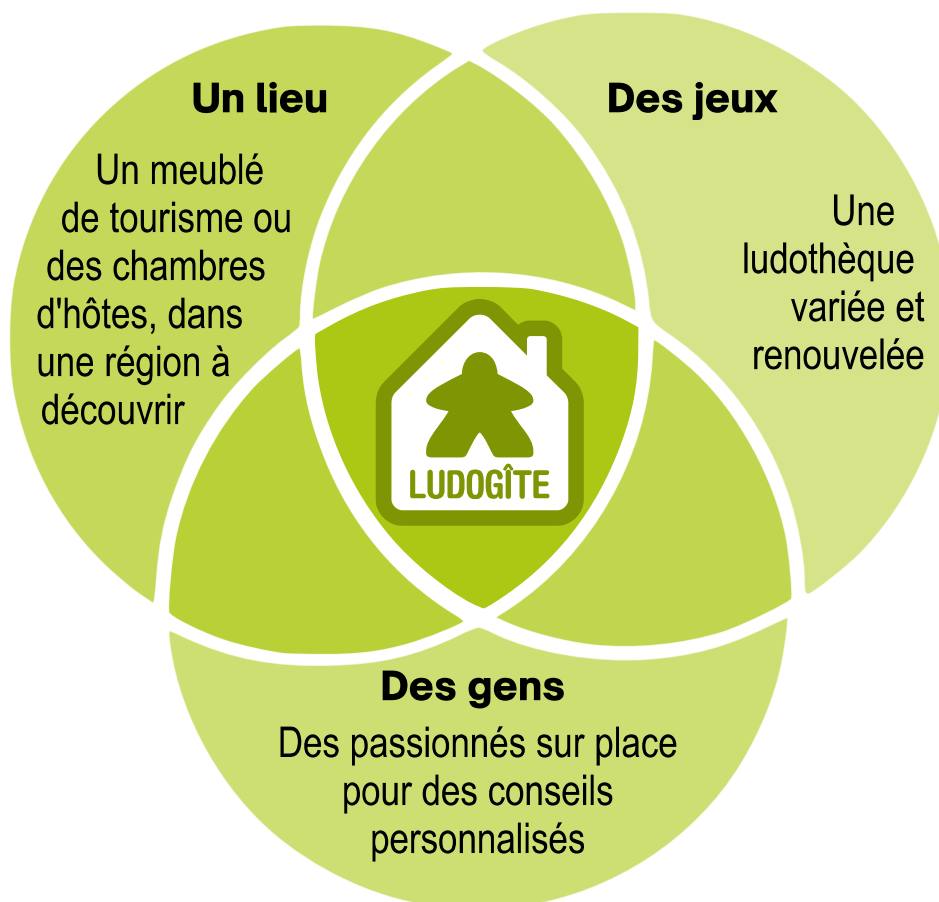 Un lieu
Un meublé
de tourisme ou
des chambres
d'hôtes, dans
une région à
découvrir
Des jeux
Une
ludothèque
variée et
renouvelée
LUDOGÎTE
Des gens
Des passionnés sur place
pour des conseils
personnalisés